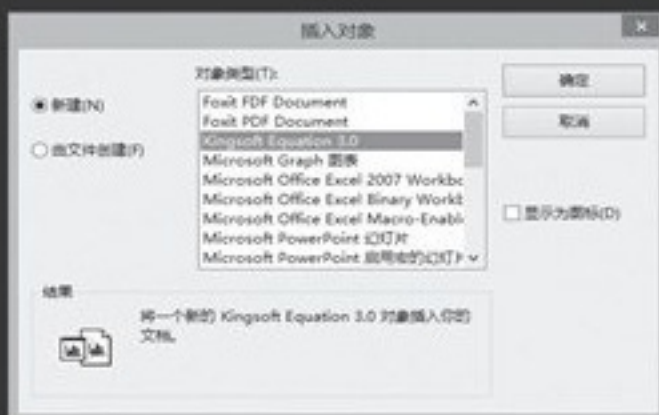 插入对象
对象类型(T):
新建(N)
由文件创建(F)
Foxit FDF Document
Foxit PDF Document
Kingsoft Equation 3.0
Microsoft Graph 图表
Microsoft Office Excel 2007 Workbo
Microsoft Office Excel Binary Workb
Microsoft Office Excel Macro-Enable
Microsoft PowerPoint 幻灯片
Microsoft PowerPoint 启用宏的幻灯片
确定
取消
显示为图标(D)
结果
将一个新的 Kingsoft Equation 3.0 对象插入你的
文档。